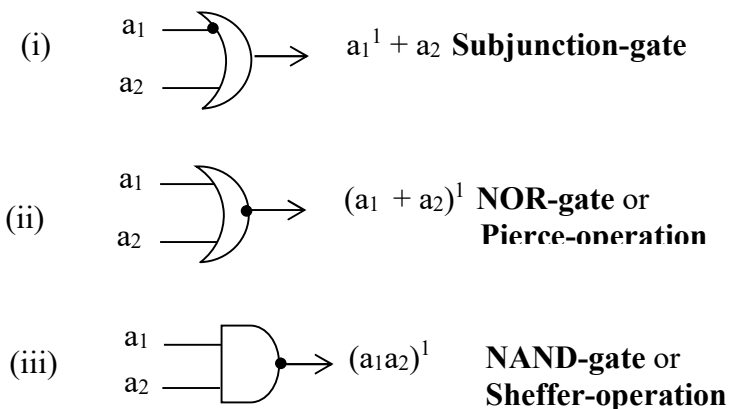 (i) a₁ a₁¹ + a₂ Subjunction-gate
a₂
(ii) a₁ (a₁ + a₂)¹ NOR-gate or
a₂ Pierce-operation
(iii) a₁ (a₁a₂)¹ NAND-gate or
a₂ Sheffer-operation